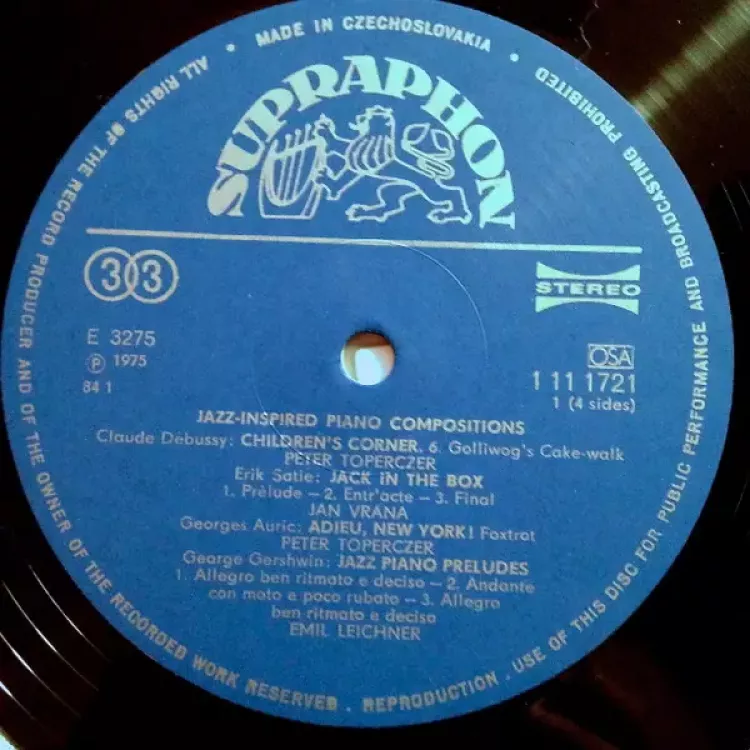 ALL RIGHTS OF THE RECORD PRODUCER AND OF THE OWNER OF THE RECORDED WORK RESERVED . REPRODUCTION . USE OF THIS DISC FOR PUBLIC PERFORMANCE AND BROADCASTING PROHIBITED
• MADE IN CZECHOSLOVAKIA •
SUPRAPHON
33
STEREO
E 3275
Ⓟ 1975
84 1
OSA
1 11 1721
1 (4 sides)
JAZZ-INSPIRED PIANO COMPOSITIONS
Claude Debussy: CHILDREN'S CORNER, 6. Golliwog's Cake-walk
PETER TOPERCZER
Erik Satie: JACK IN THE BOX
1. Prélude – 2. Entr'acte – 3. Final
JAN VRANA
Georges Auric: ADIEU, NEW YORK! Foxtrot
PETER TOPERCZER
George Gershwin: JAZZ PIANO PRELUDES
1. Allegro ben ritmato e deciso – 2. Andante
con moto e poco rubato – 3. Allegro
ben ritmato e deciso
EMIL LEICHNER